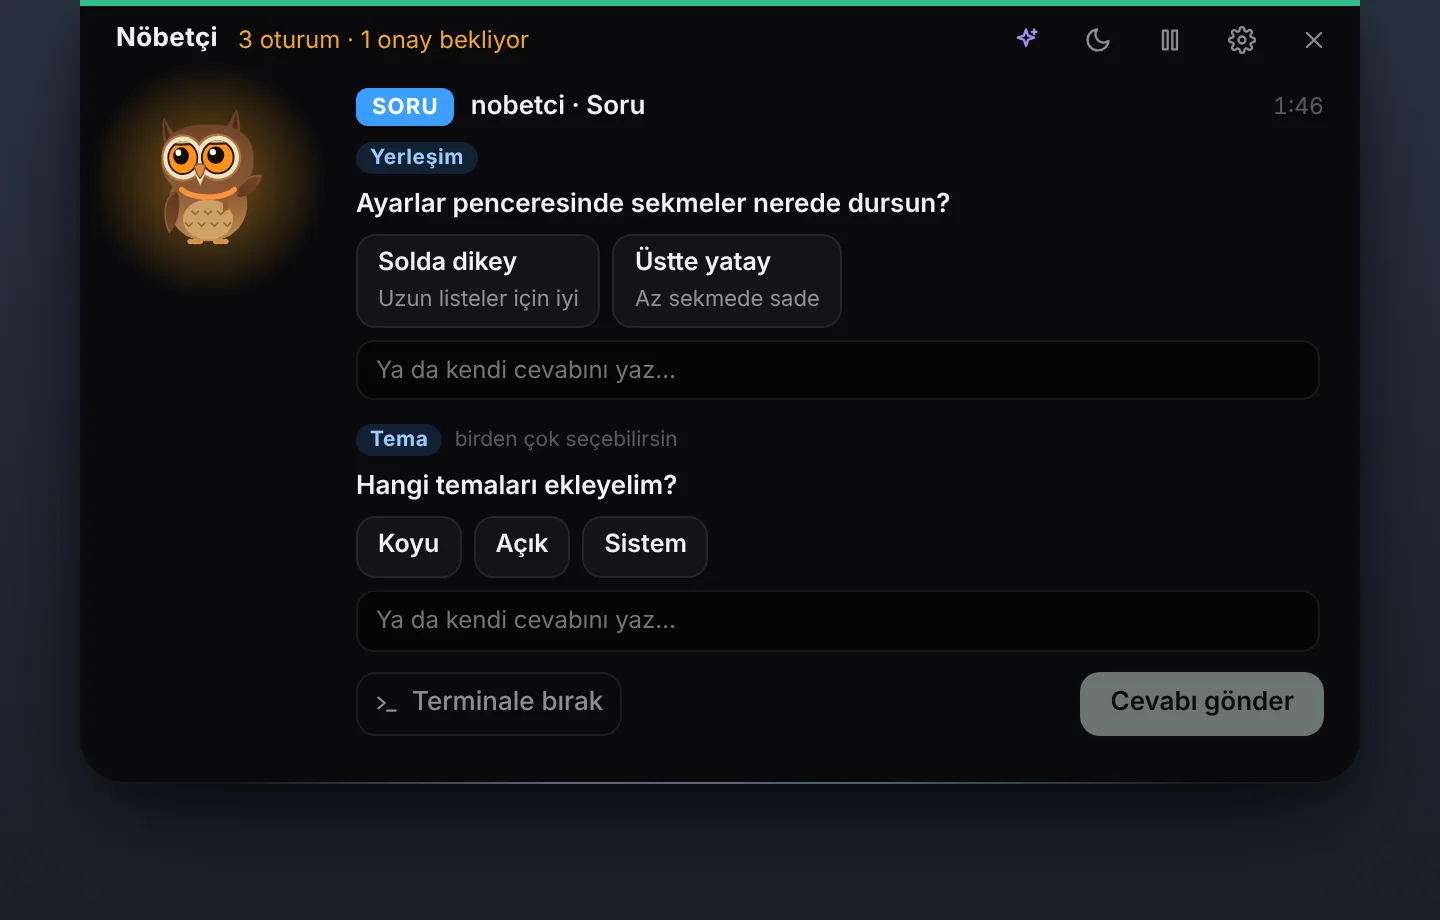 Nöbetçi 3 oturum · 1 onay bekliyor
SORU nobetci · Soru 1:46
Yerleşim
Ayarlar penceresinde sekmeler nerede dursun?
Solda dikey Üstte yatay
Uzun listeler için iyi Az sekmede sade
Ya da kendi cevabını yaz...
Tema birden çok seçebilirsin
Hangi temaları ekleyelim?
Koyu Açık Sistem
Ya da kendi cevabını yaz...
>_ Terminale bırak Cevabı gönder